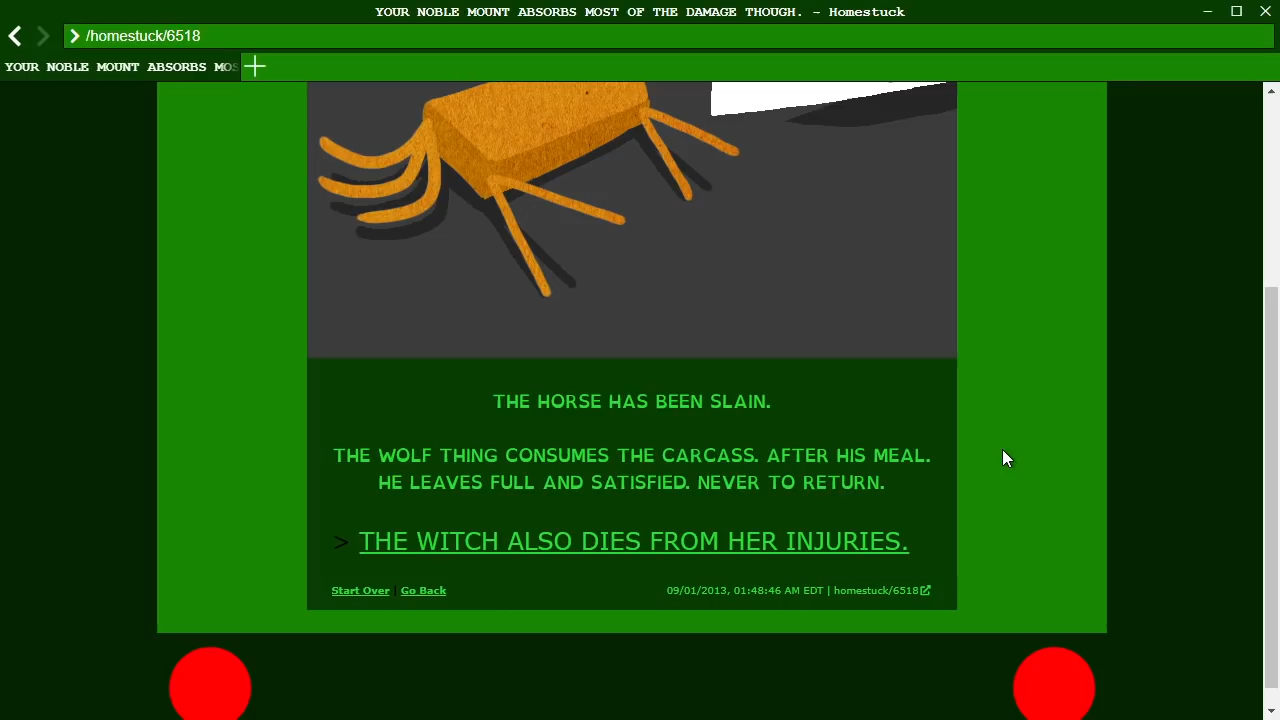 YOUR NOBLE MOUNT ABSORBS MOST OF THE DAMAGE THOUGH. - Homestuck
/homestuck/6518
YOUR NOBLE MOUNT ABSORBS MOS
THE HORSE HAS BEEN SLAIN.
THE WOLF THING CONSUMES THE CARCASS. AFTER HIS MEAL.
HE LEAVES FULL AND SATISFIED. NEVER TO RETURN.
> THE WITCH ALSO DIES FROM HER INJURIES.
Start Over | Go Back 09/01/2013, 01:48:46 AM EDT | homestuck/6518